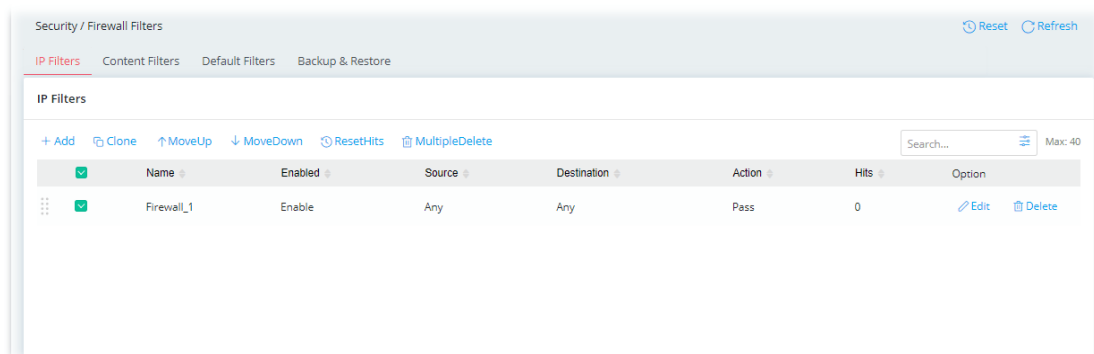 Security / Firewall Filters Reset Refresh
IP Filters Content Filters Default Filters Backup & Restore
IP Filters
+ Add Clone MoveUp MoveDown ResetHits MultipleDelete Search... Max: 40
Name Enabled Source Destination Action Hits Option
Firewall_1 Enable Any Any Pass 0 Edit Delete